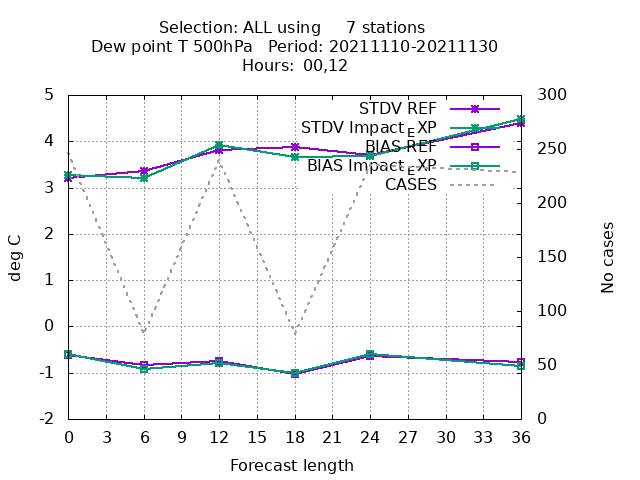 Selection: ALL using 7 stations
Dew point T 500hPa Period: 20211110-20211130
Hours: 00,12
STDV REF
STDV Impact_EXP
BIAS REF
BIAS Impact_EXP
CASES
deg C
5
4
3
2
1
0
-1
-2
300
250
200
150
100
50
0
No cases
0 3 6 9 12 15 18 21 24 27 30 33 36
Forecast length